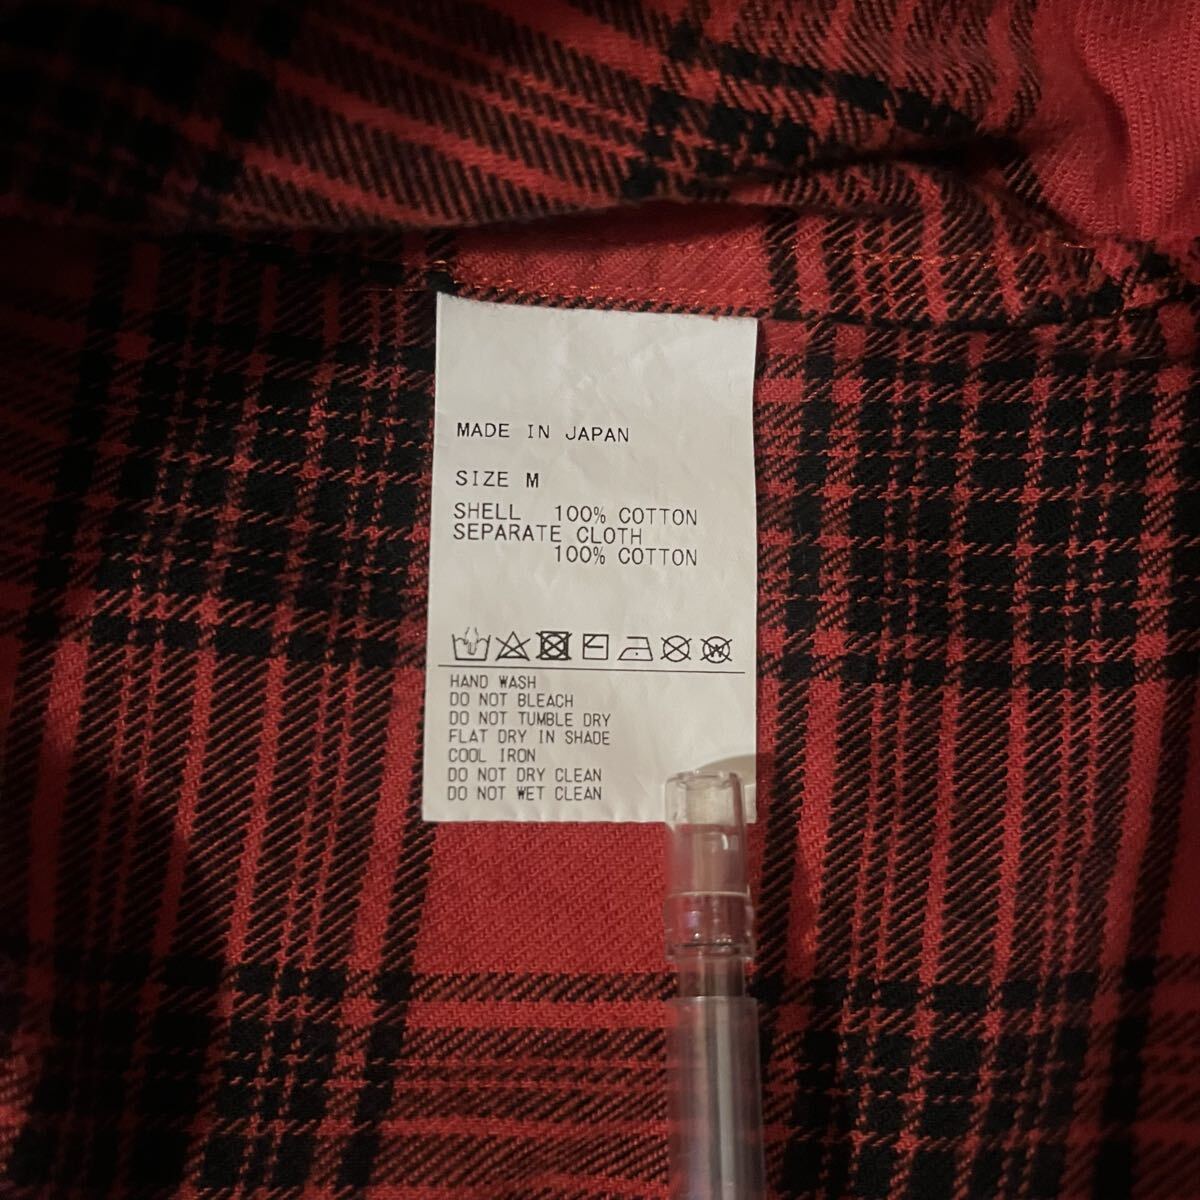 MADE IN JAPAN
SIZE M
SHELL 100% COTTON
SEPARATE CLOTH
100% COTTON
HAND WASH
DO NOT BLEACH
DO NOT TUMBLE DRY
FLAT DRY IN SHADE
COOL IRON
DO NOT DRY CLEAN
DO NOT WET CLEAN